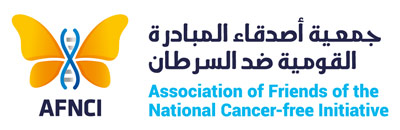 جمعية أصدقاء المبادرة
القومية ضد السرطان
Association of Friends of the
National Cancer-free Initiative
AFNCI